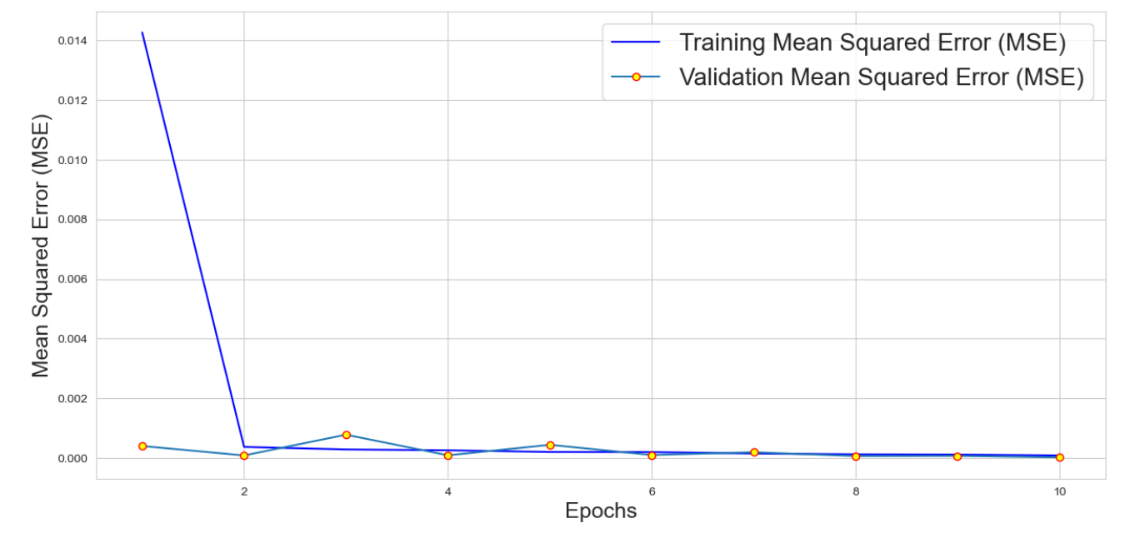 Training Mean Squared Error (MSE)
Validation Mean Squared Error (MSE)
Mean Squared Error (MSE)
0.014
0.012
0.010
0.008
0.006
0.004
0.002
0.000
2 4 6 8 10
Epochs